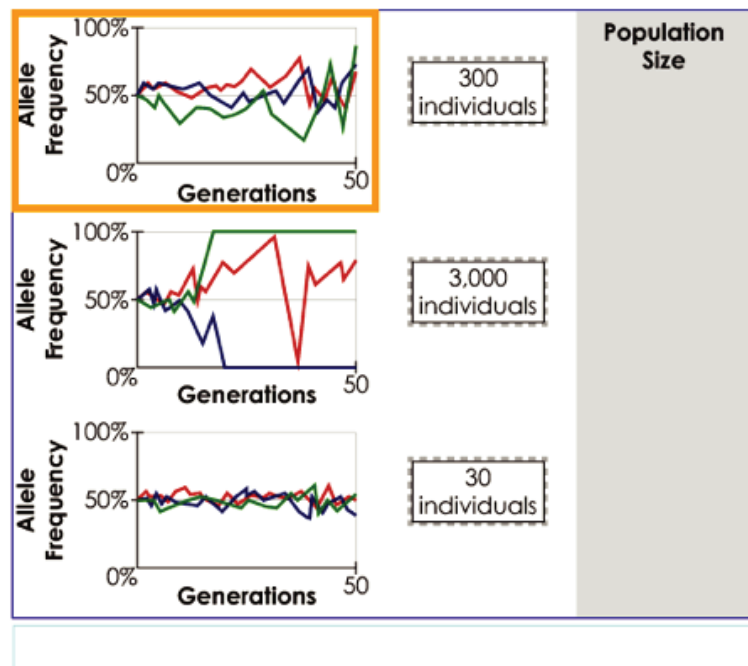 Population
Size
100%
Allele
Frequency
50%
0%
50
Generations
300
individuals
100%
Allele
Frequency
50%
0%
50
Generations
3,000
individuals
100%
Allele
Frequency
50%
0%
50
Generations
30
individuals